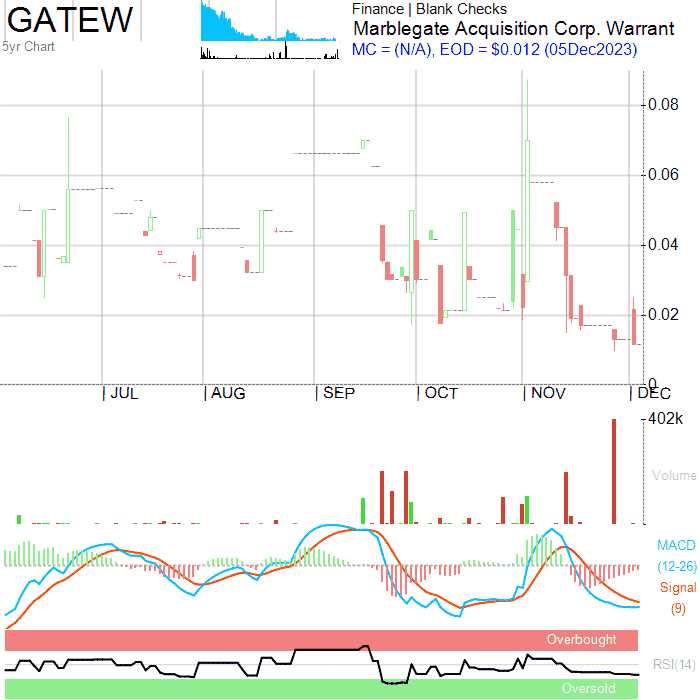 GATEW
5yr Chart
Finance | Blank Checks
Marblegate Acquisition Corp. Warrant
MC = (N/A), EOD = $0.012 (05Dec2023)
0.08
0.06
0.04
0.02
0
JUL AUG SEP OCT NOV DEC
402k
Volume
MACD
(12-26)
Signal
(9)
Overbought
RSI(14)
Oversold